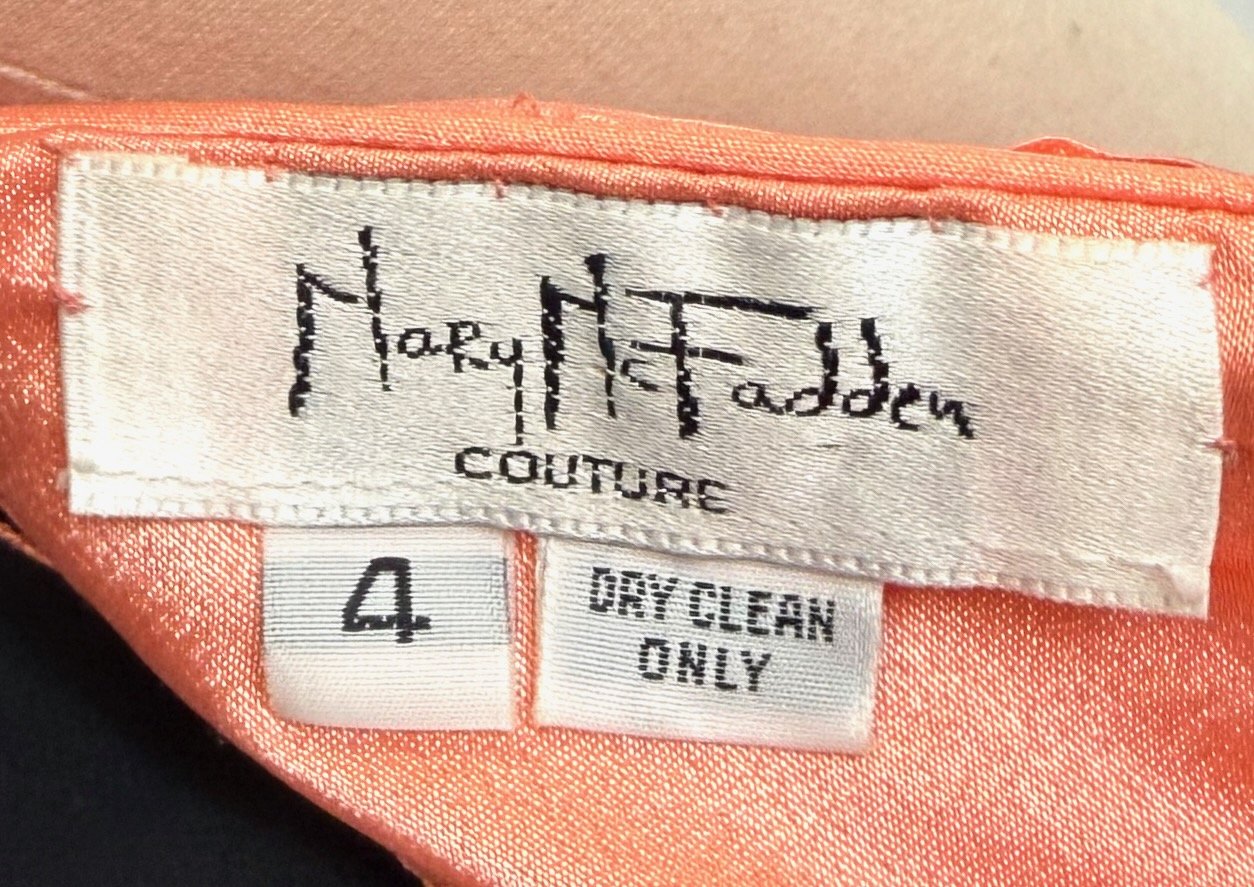 Mary McFadden
COUTURE
4
DRY CLEAN
ONLY